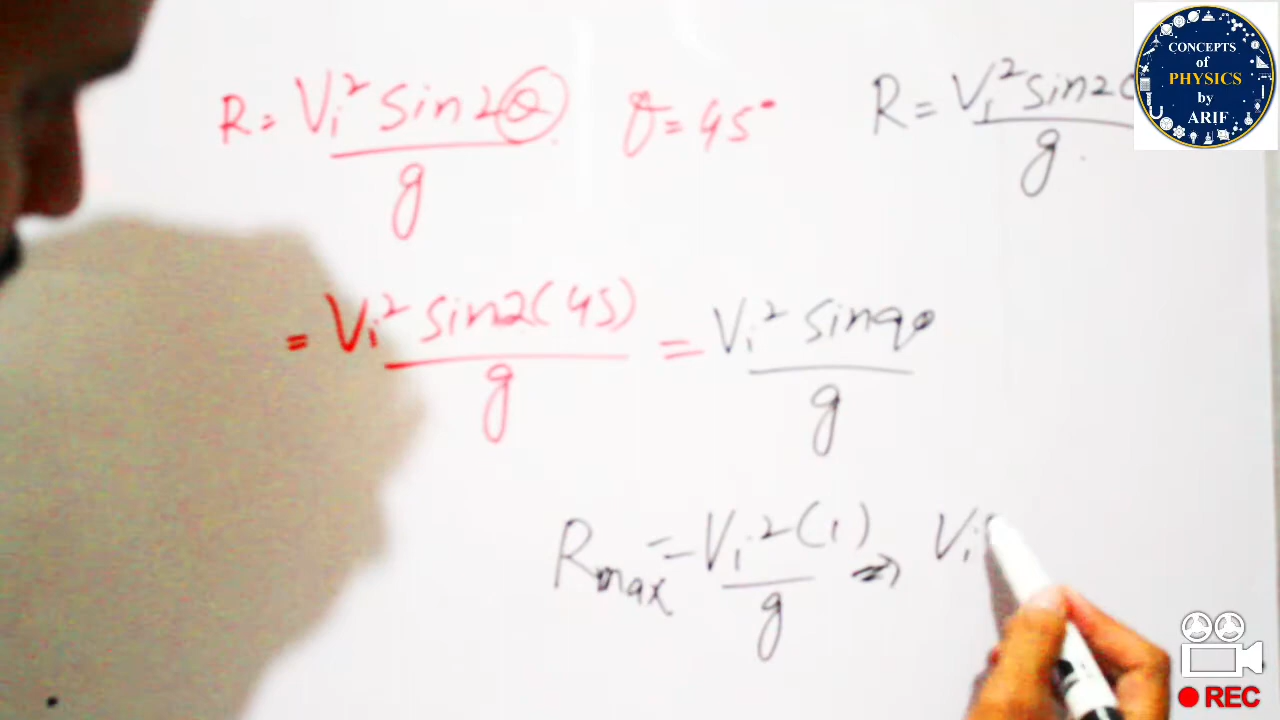 R = Vi² Sin2θ / g θ = 45° R = Vi² Sin2 / g
= Vi² Sin2(45) / g = Vi² Sin90 / g
Rmax = Vi²(1) / g ⇒ Vi
CONCEPTS
of
PHYSICS
by
ARIF
REC